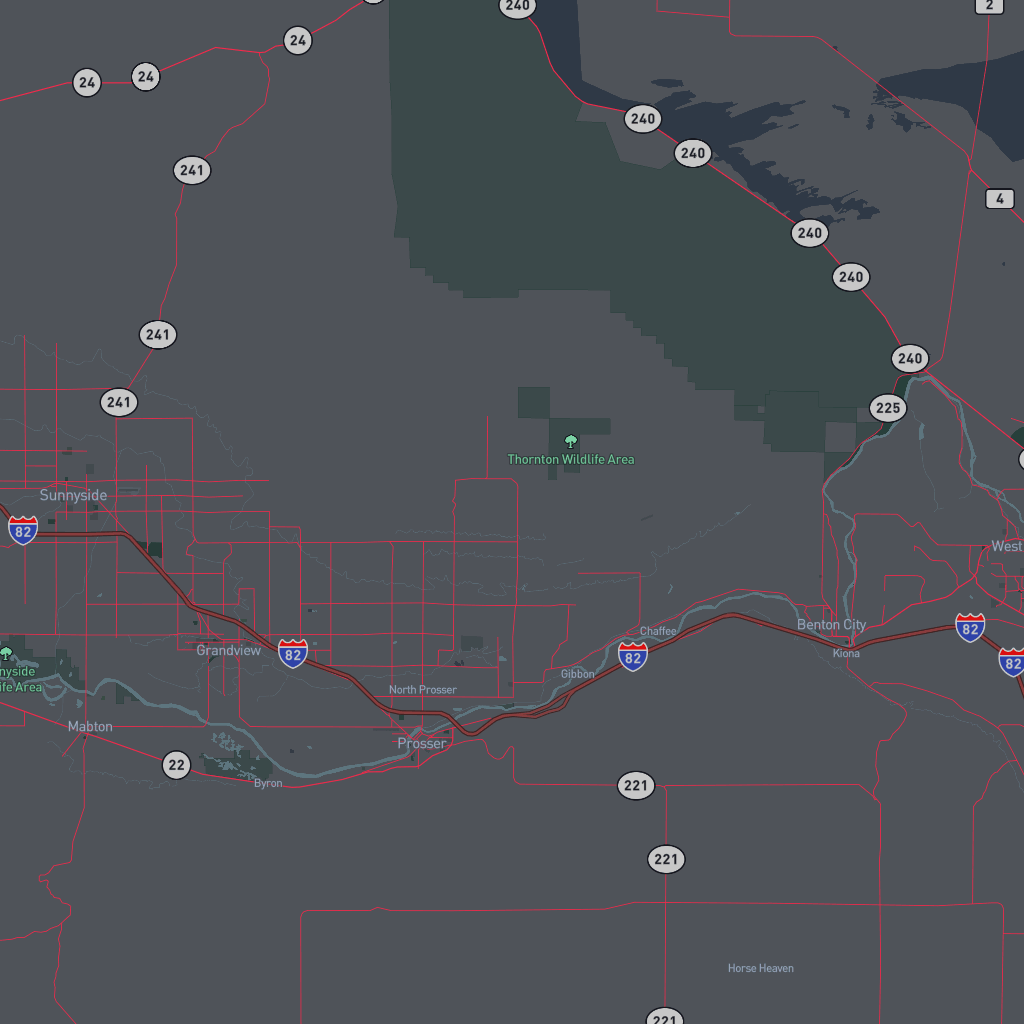 240
2
24
24
24
240
240
241
4
240
240
241
240
241
225
Thornton Wildlife Area
Sunnyside
82
West
Benton City
82
Chaffee
Kiona
82
82
82
Grandview
nyside
ife Area
Gibbon
North Prosser
Mabton
Prosser
22
Byron
221
221
Horse Heaven
221